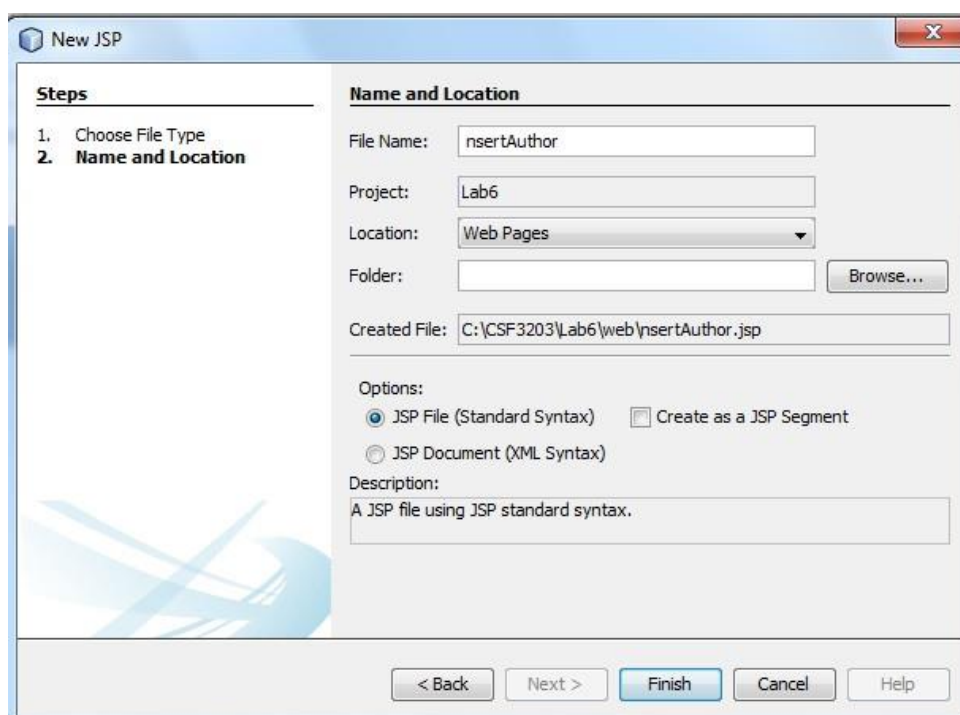 New JSP
Steps
1. Choose File Type
2. Name and Location
Name and Location
File Name: nsertAuthor
Project: Lab6
Location: Web Pages
Folder: Browse...
Created File: C:\CSF3203\Lab6\web\nsertAuthor.jsp
Options:
JSP File (Standard Syntax) Create as a JSP Segment
JSP Document (XML Syntax)
Description:
A JSP file using JSP standard syntax.
< Back Next > Finish Cancel Help